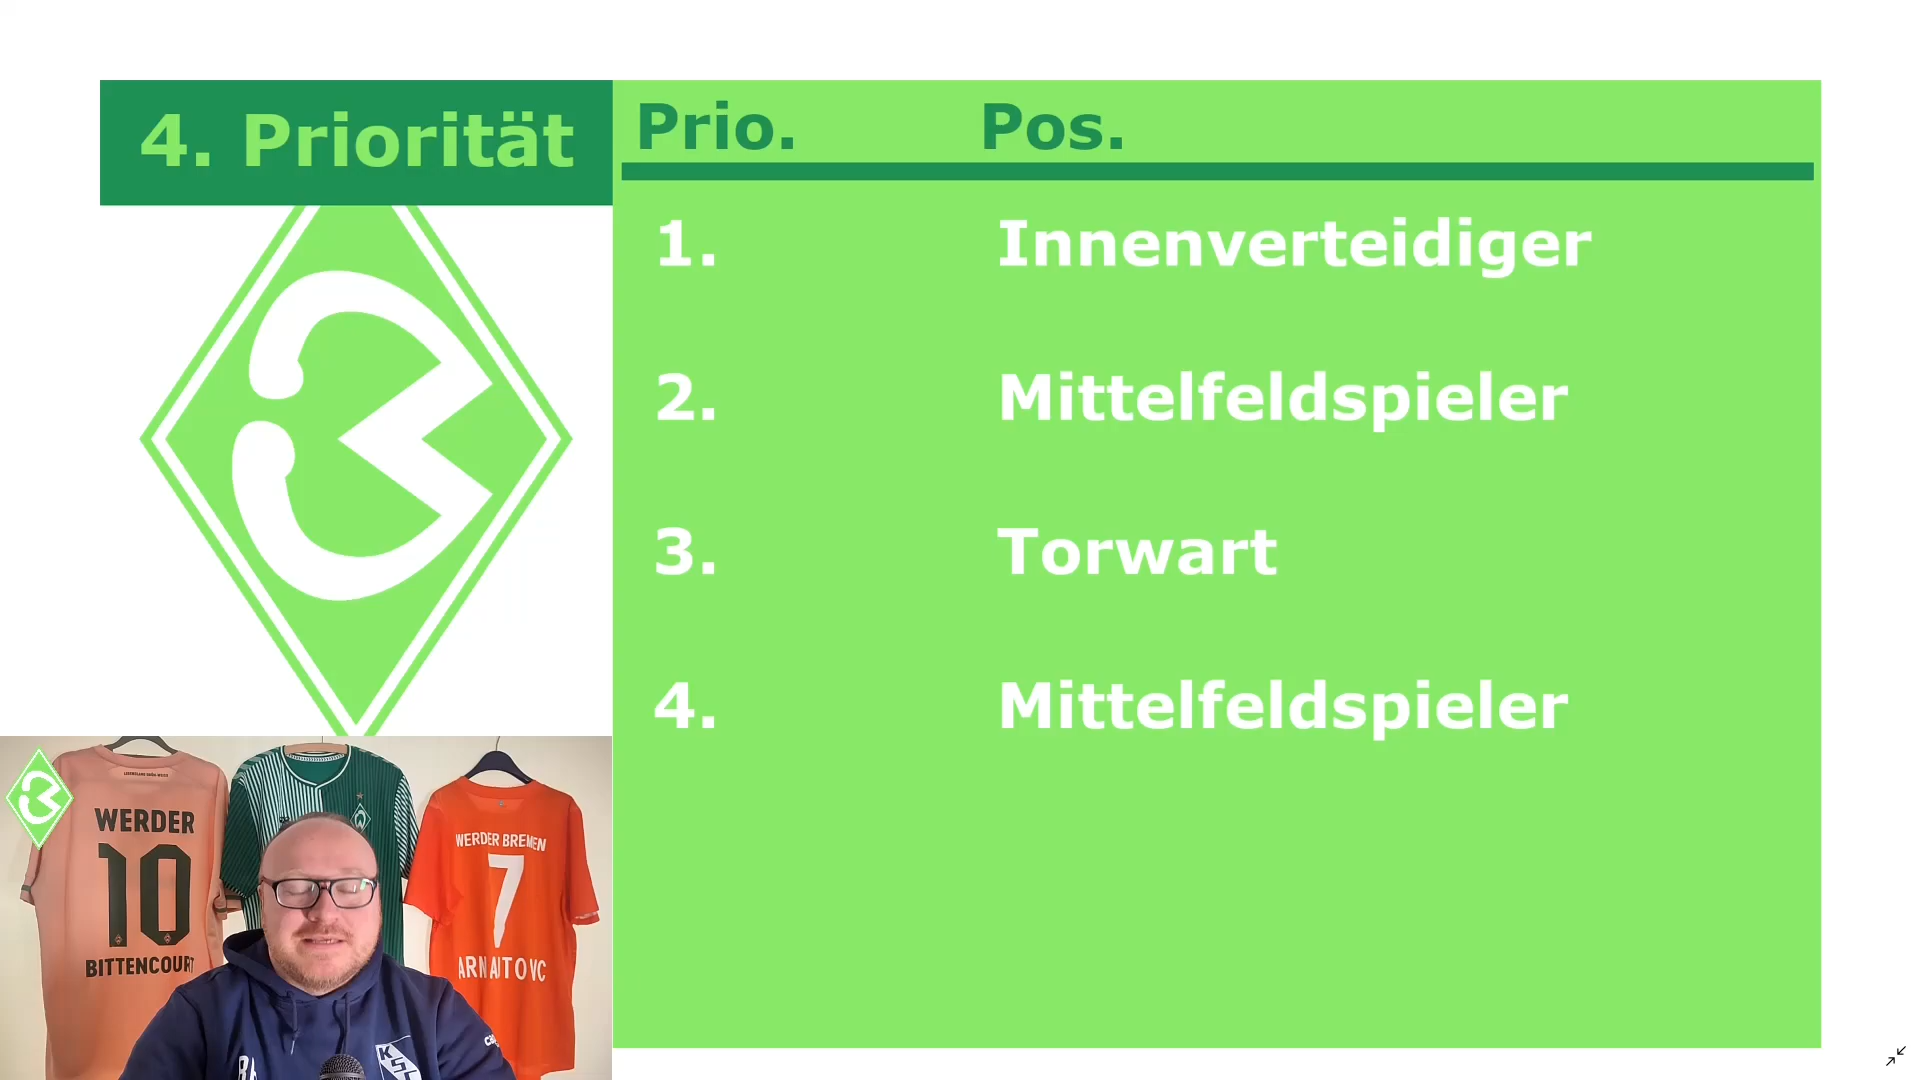 4. Priorität
Prio. Pos.
1. Innenverteidiger
2. Mittelfeldspieler
3. Torwart
4. Mittelfeldspieler
WERDER
10
BITTENCOURT
WERDER BREMEN
7
ARNAUTOVIC